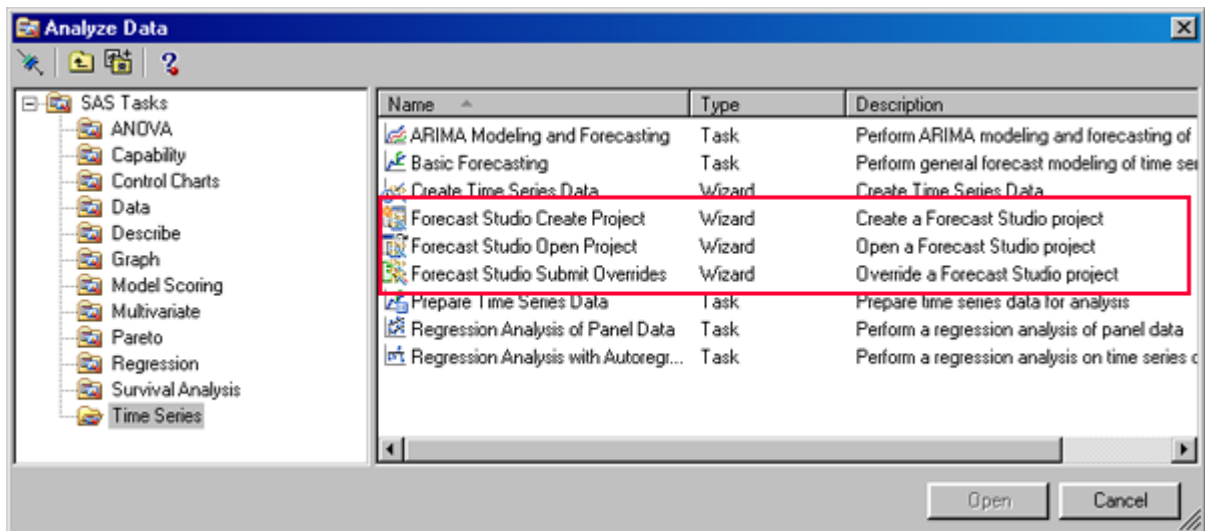 Analyze Data
SAS Tasks
ANOVA
Capability
Control Charts
Data
Describe
Graph
Model Scoring
Multivariate
Pareto
Regression
Survival Analysis
Time Series
Name Type Description
ARIMA Modeling and Forecasting Task Perform ARIMA modeling and forecasting of
Basic Forecasting Task Perform general forecast modeling of time ser
Create Time Series Data Wizard Create Time Series Data
Forecast Studio Create Project Wizard Create a Forecast Studio project
Forecast Studio Open Project Wizard Open a Forecast Studio project
Forecast Studio Submit Overrides Wizard Override a Forecast Studio project
Prepare Time Series Data Task Prepare time series data for analysis
Regression Analysis of Panel Data Task Perform a regression analysis of panel data
Regression Analysis with Autoregr... Task Perform a regression analysis on time series c
Open Cancel